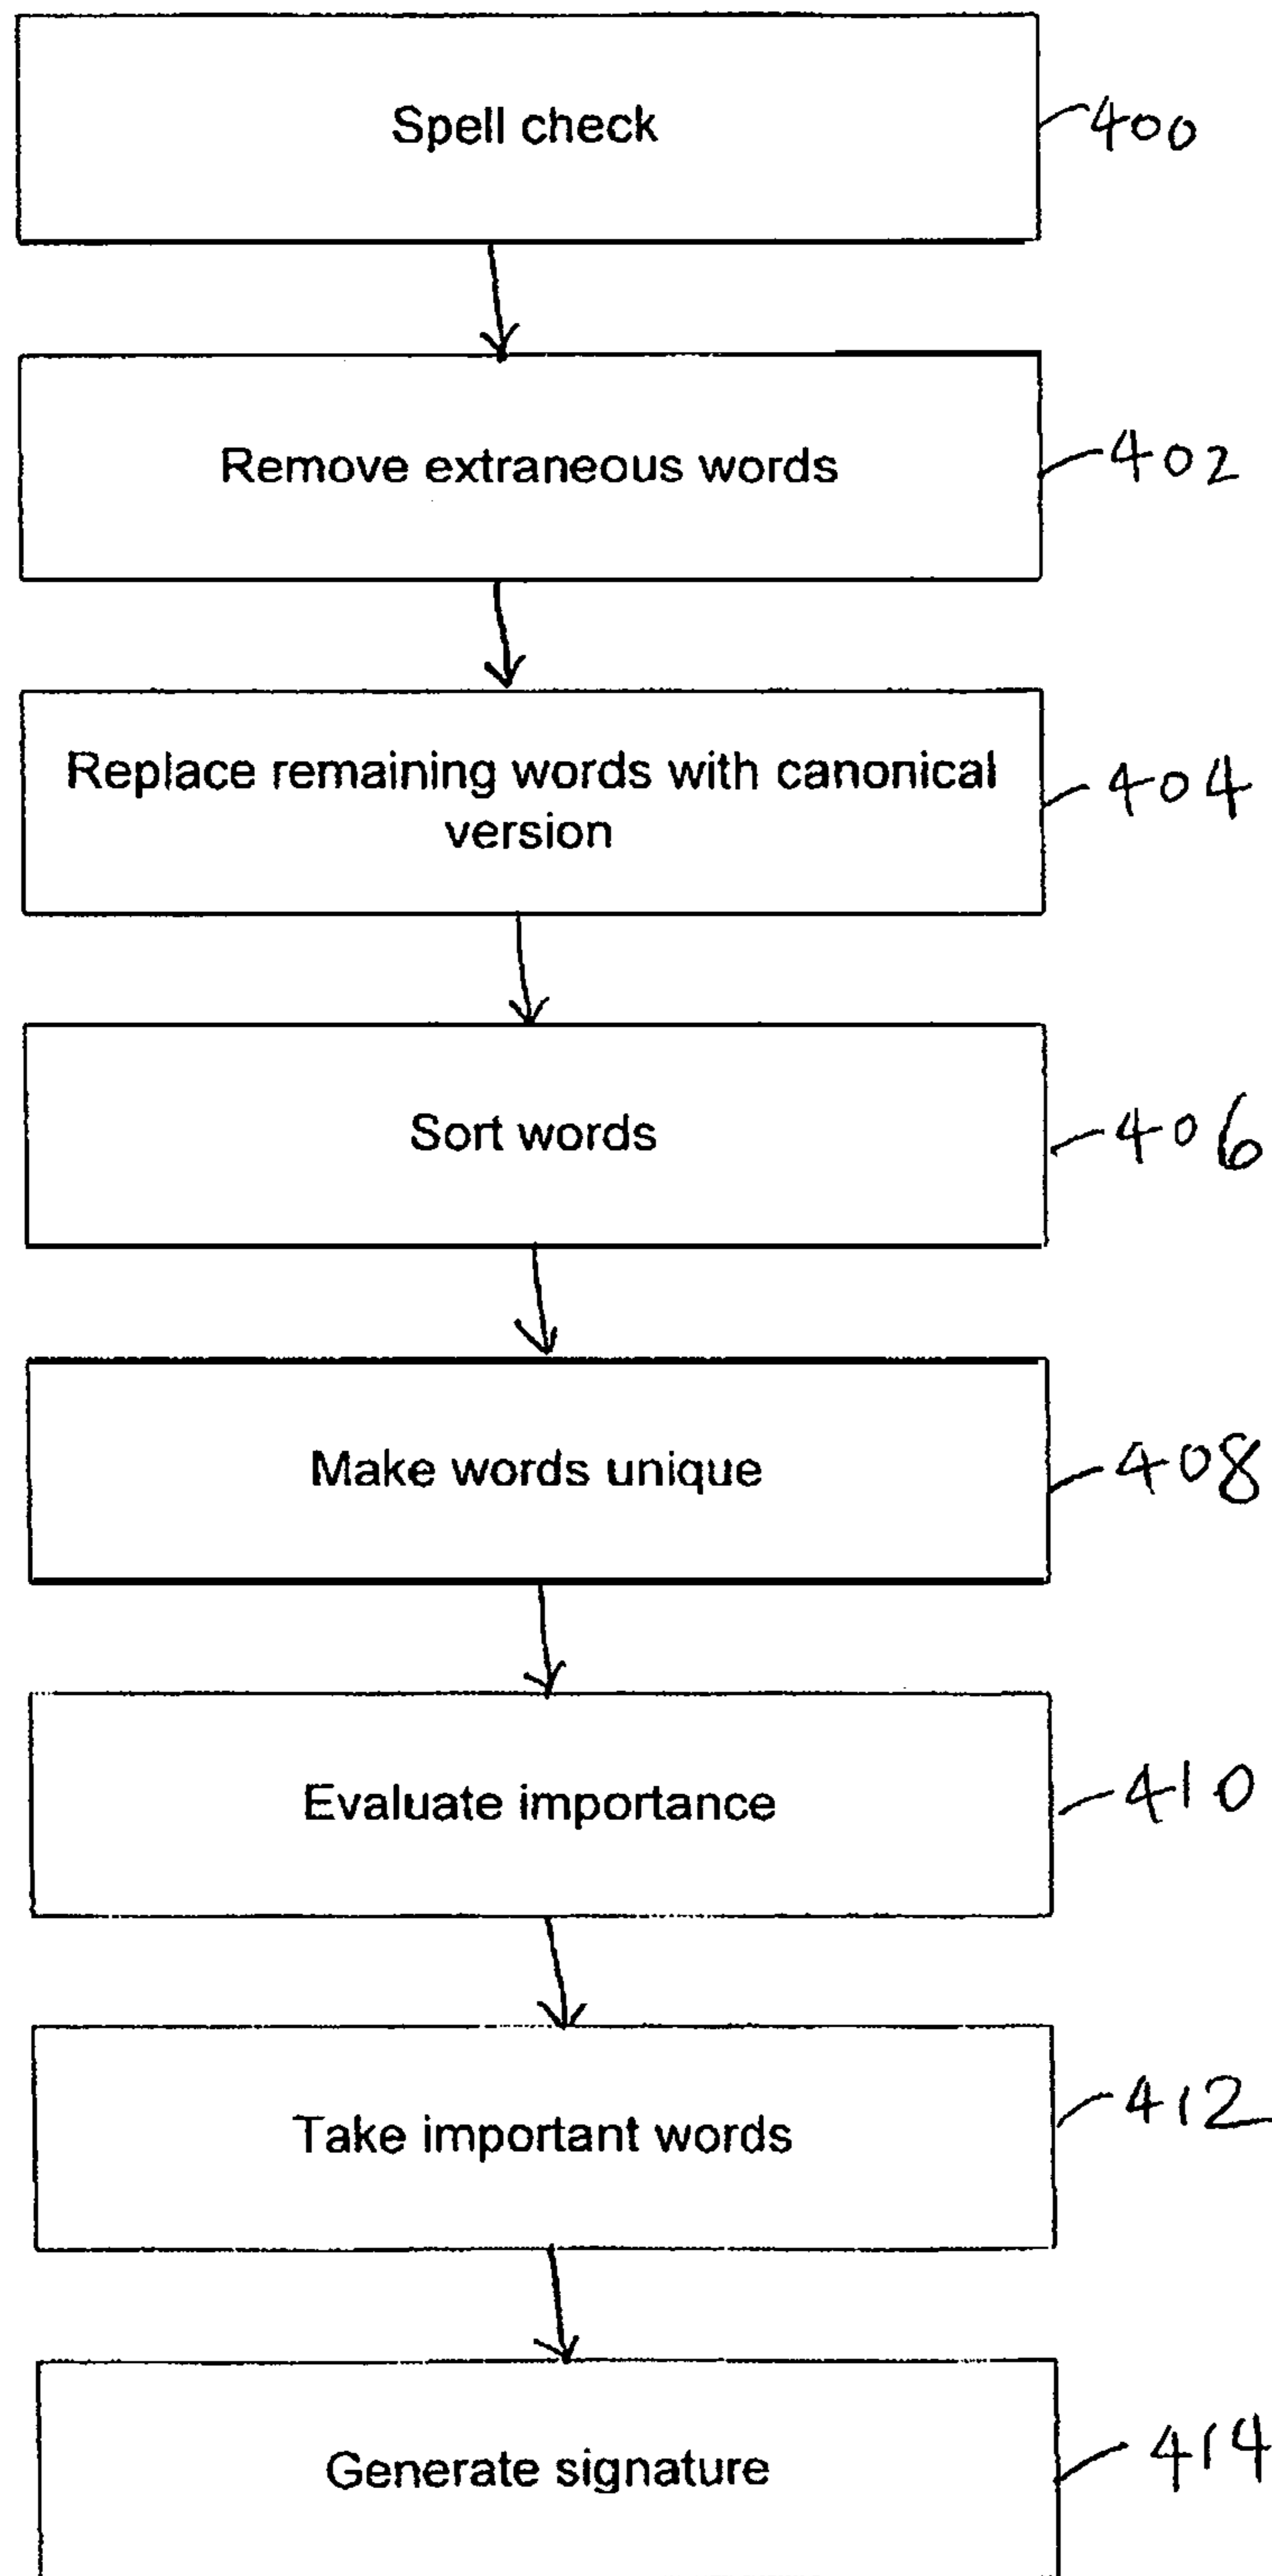 Spell check
400
Remove extraneous words
402
Replace remaining words with canonical
version
404
Sort words
406
Make words unique
408
Evaluate importance
410
Take important words
412
Generate signature
414